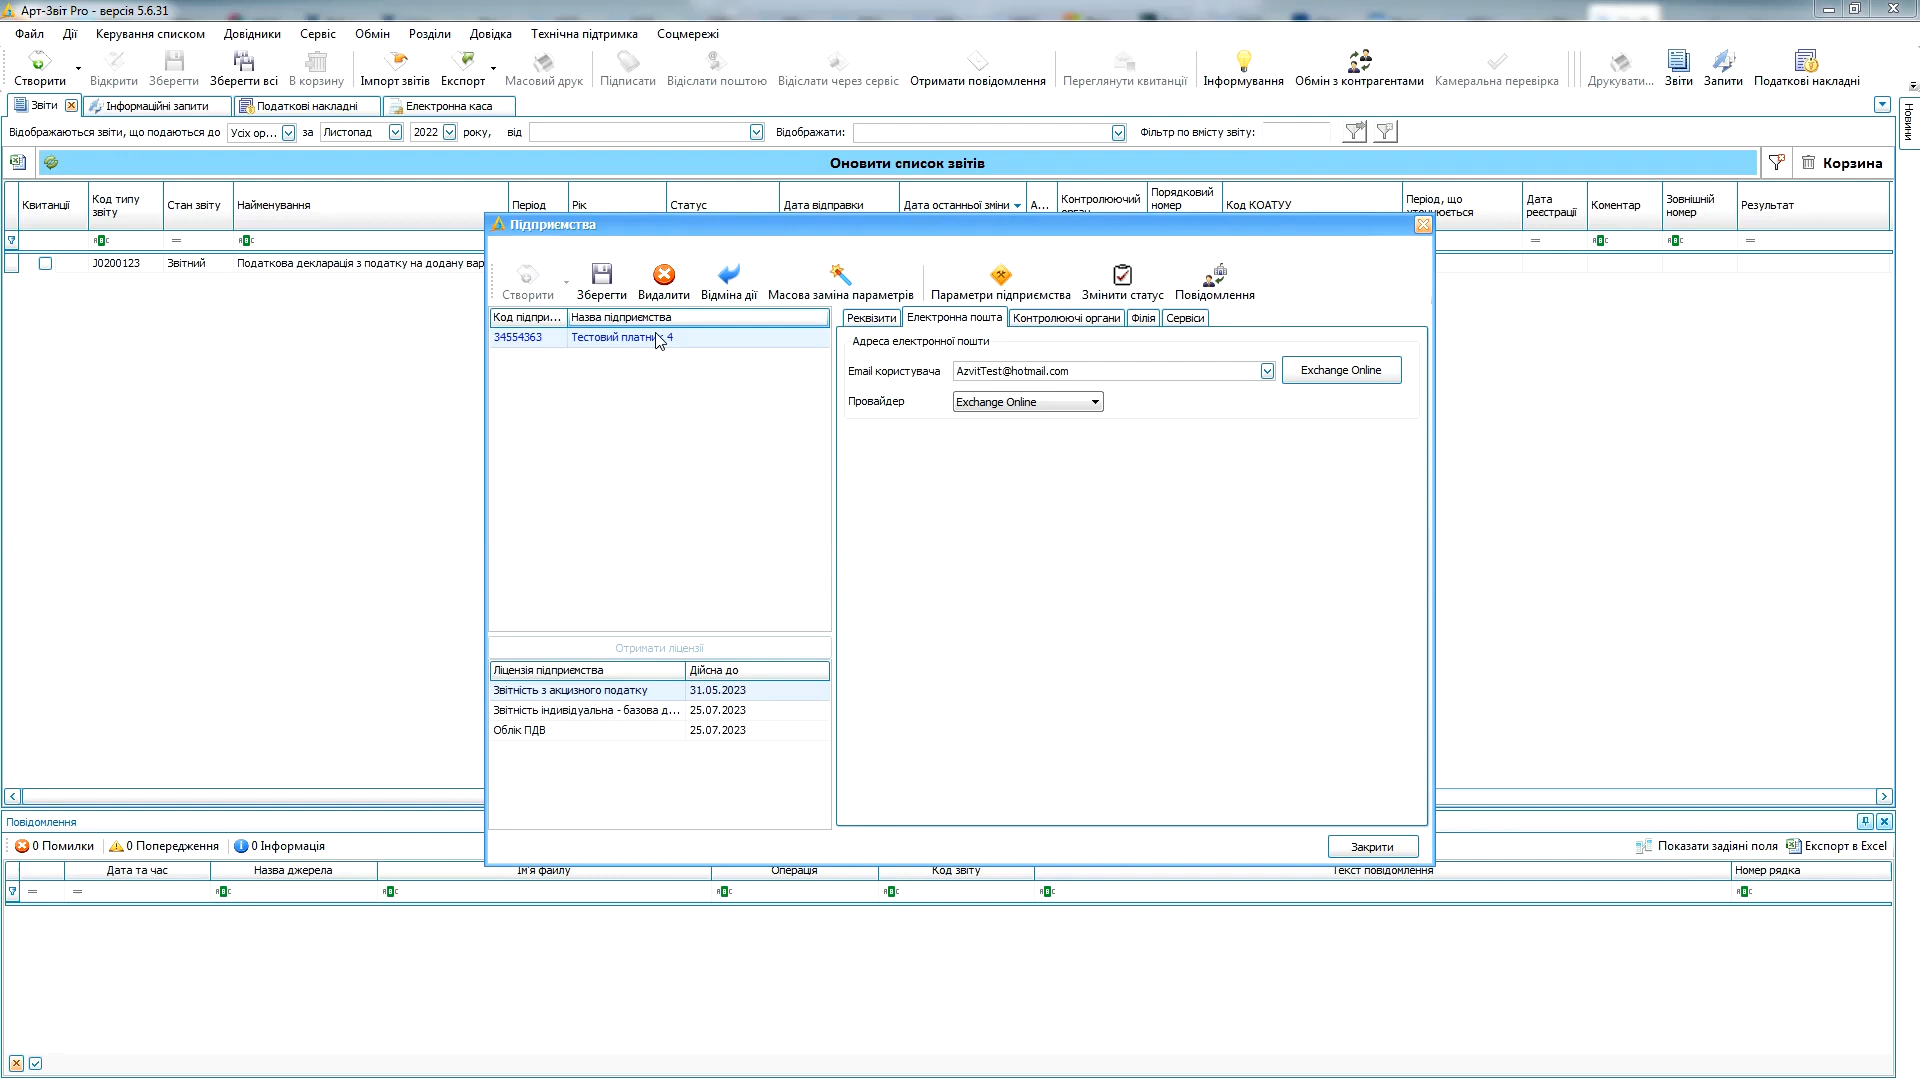 Арт-Звіт Pro - версія 5.6.31
Файл Дії Керування списком Довідники Сервіс Обмін Розділи Довідка Технічна підтримка Соцмережі
Створити Відкрити Зберегти Зберегти всі В корзину Імпорт звітів Експорт Масовий друк Підписати Відіслати поштою Відіслати через сервіс Отримати повідомлення Переглянути квитанції Інформування Обмін з контрагентами Камеральна перевірка Друкувати... Звіти Запити Податкові накладні
Звіти Інформаційні запити Податкові накладні Електронна каса
Новини
Відображаються звіти, що подаються до Усіх ор... за Листопад 2022 року, від Відображати: Фільтр по вмісту звіту:
Оновити список звітів Корзина
Квитанції Код типу звіту Стан звіту Найменування Період Рік Статус Дата відправки Дата останньої зміни А... Контролюючий орган Порядковий номер Код КОАТУУ Період, що уточнюється Дата реєстрації Коментар Зовнішній номер Результат
J0200123 Звітний Податкова декларація з податку на додану вар
Підприємства
Створити Зберегти Видалити Відміна дії Масова заміна параметрів Параметри підприємства Змінити статус Повідомлення
Код підпри... Назва підприємства
34554363 Тестовий платник 4
Реквізити Електронна пошта Контролюючі органи Філія Сервіси
Адреса електронної пошти
Email користувача AzvitTest@hotmail.com Exchange Online
Провайдер Exchange Online
Отримати ліцензії
Ліцензія підприємства Дійсна до
Звітність з акцизного податку 31.05.2023
Звітність індивідуальна - базова д... 25.07.2023
Облік ПДВ 25.07.2023
Закрити
Повідомлення
0 Помилки 0 Попередження 0 Інформація Показати задіяні поля Експорт в Excel
Дата та час Назва джерела Ім'я файлу Операція Код звіту Текст повідомлення Номер рядка